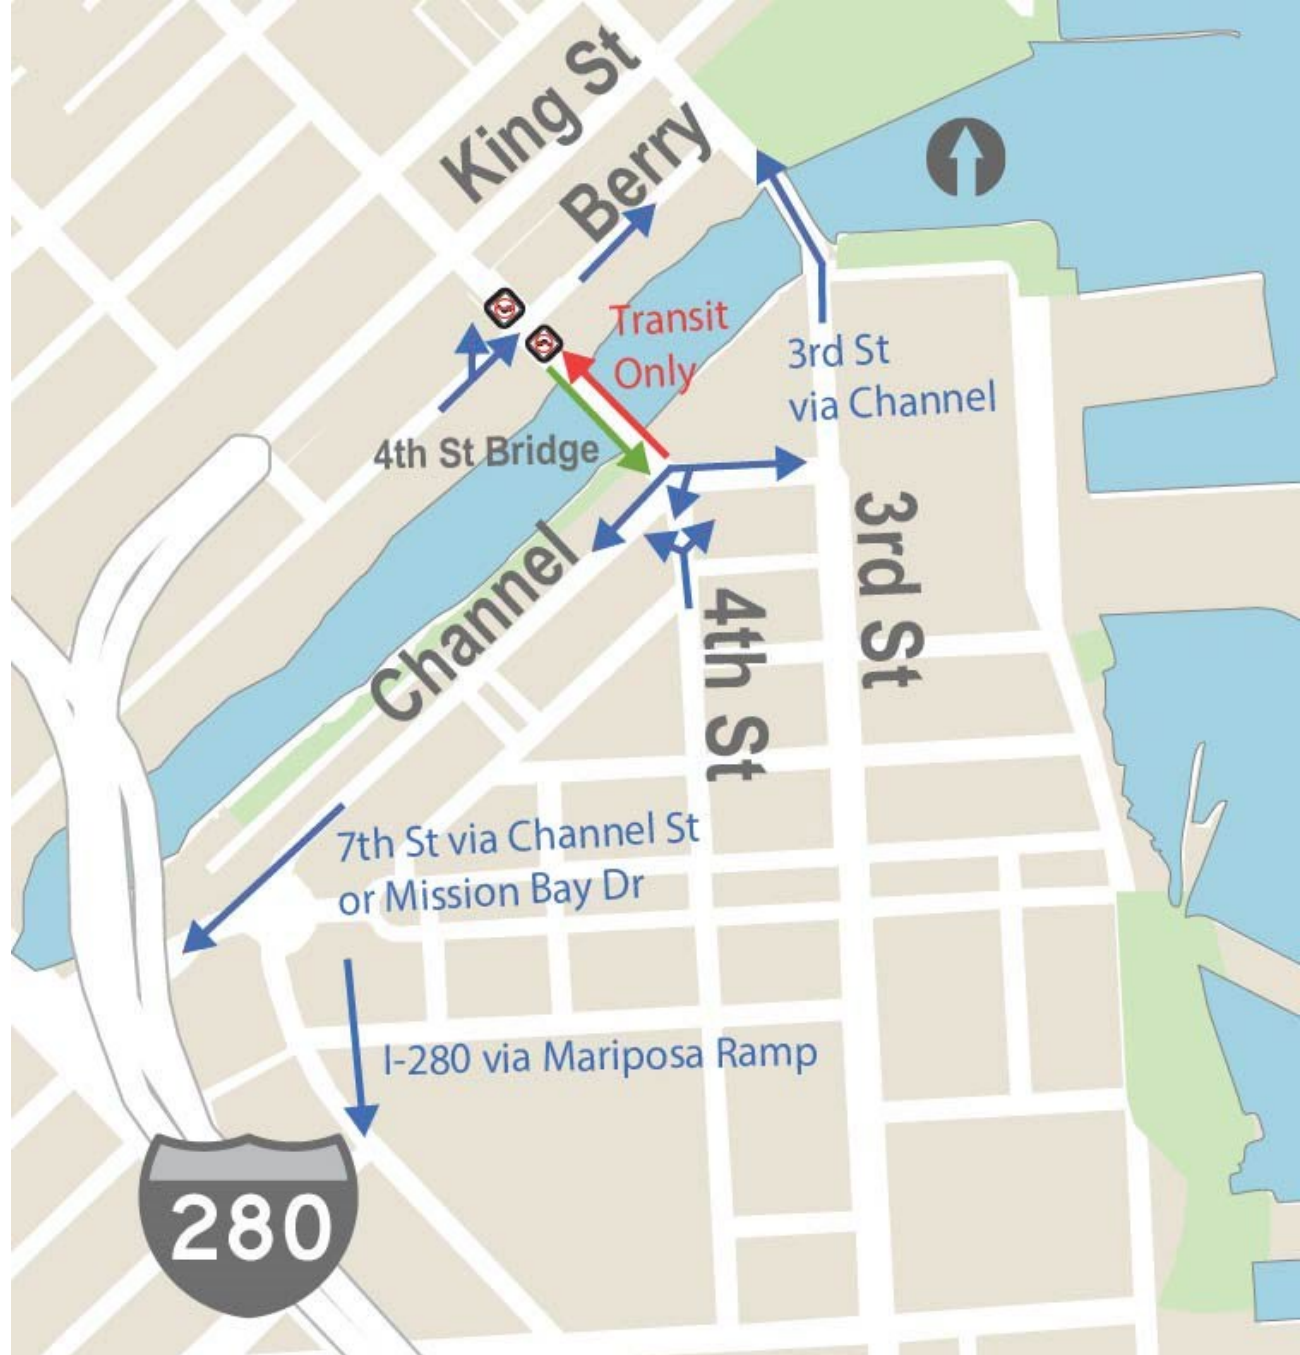 King St
Berry
Transit
Only
3rd St
via Channel
4th St Bridge
Channel
3rd St
4th St
7th St via Channel St
or Mission Bay Dr
I-280 via Mariposa Ramp
280